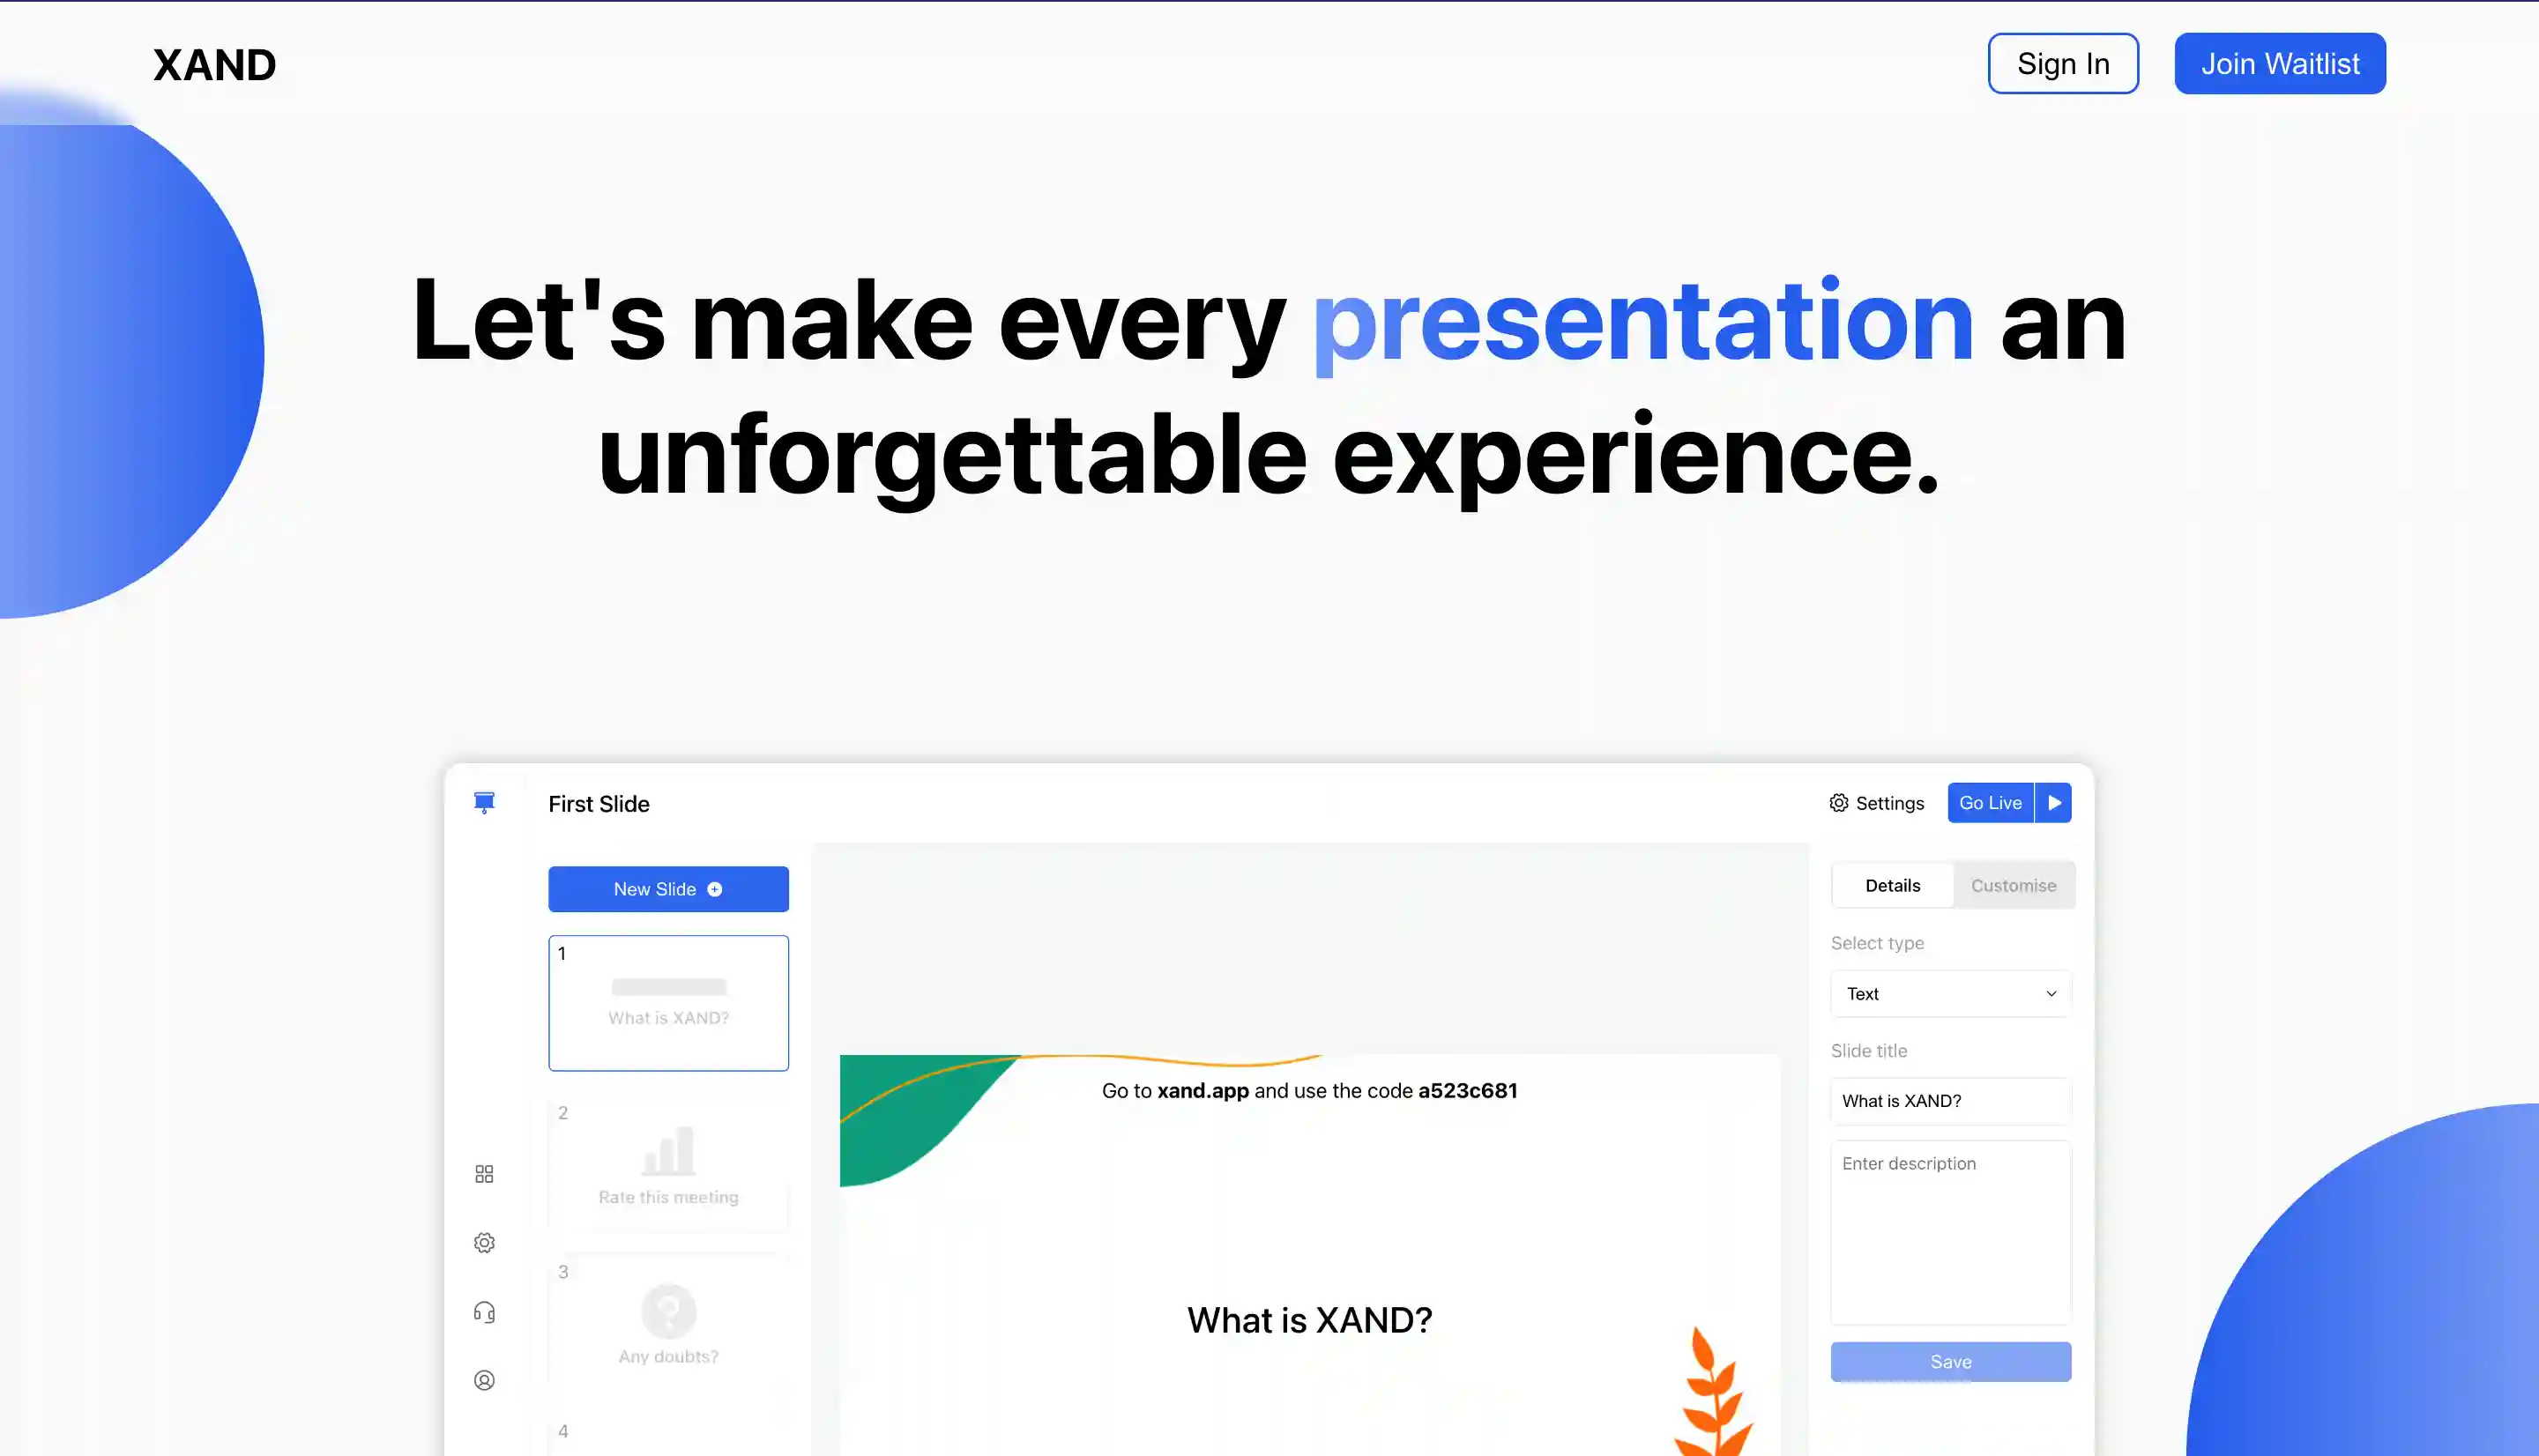 XAND
Sign In
Join Waitlist
Let's make every presentation an
unforgettable experience.
First Slide
Settings
Go Live
New Slide
Details
Customise
1
What is XAND?
Select type
Text
Slide title
What is XAND?
Go to xand.app and use the code a523c681
2
Rate this meeting
Enter description
3
Any doubts?
What is XAND?
Save
4